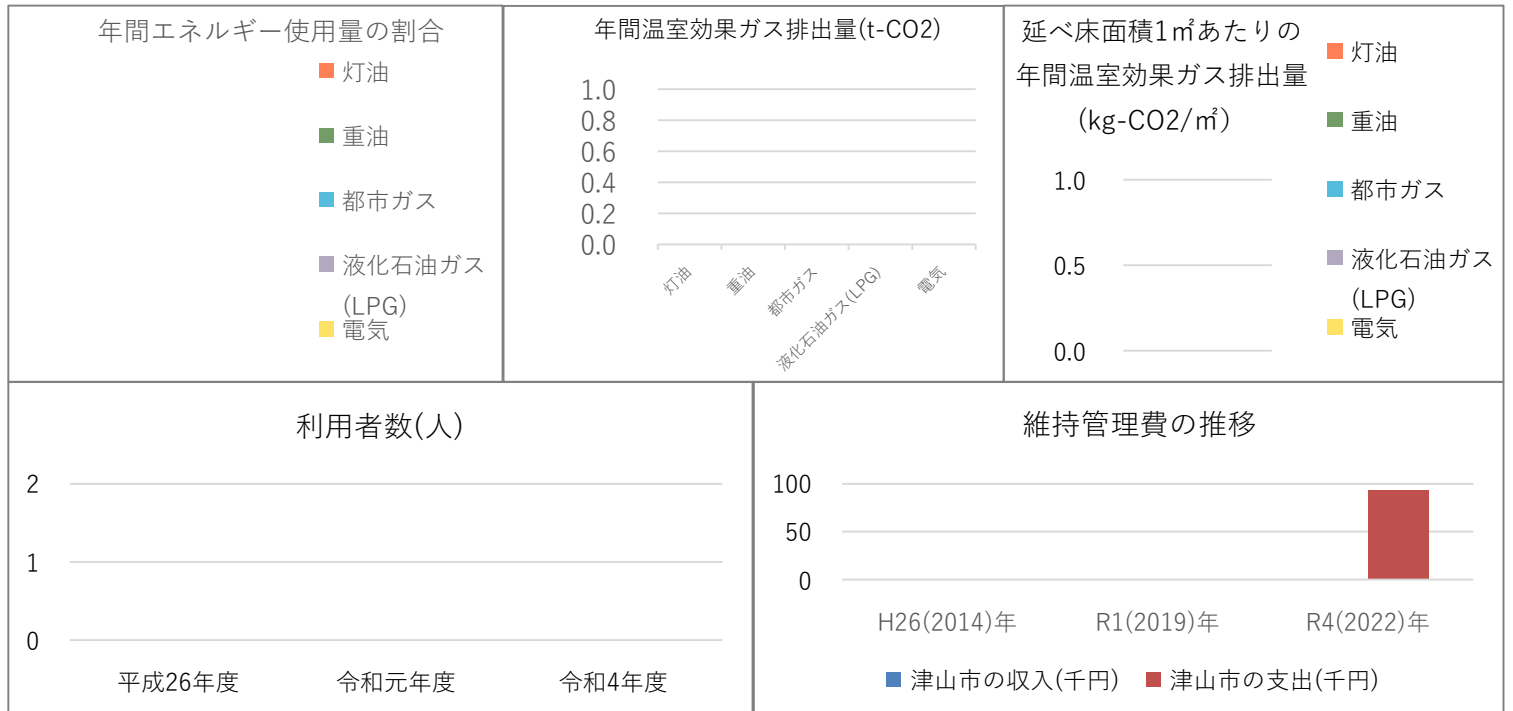 年間エネルギー使用量の割合
灯油
重油
都市ガス
液化石油ガス
(LPG)
電気
年間温室効果ガス排出量(t-CO2)
1.0
0.8
0.6
0.4
0.2
0.0
灯油
重油
都市ガス
液化石油ガス(LPG)
電気
延べ床面積1㎡あたりの
年間温室効果ガス排出量
(kg-CO2/㎡)
1.0
0.5
0.0
灯油
重油
都市ガス
液化石油ガス
(LPG)
電気
利用者数(人)
2
1
0
平成26年度 令和元年度 令和4年度
維持管理費の推移
100
50
0
H26(2014)年 R1(2019)年 R4(2022)年
津山市の収入(千円) 津山市の支出(千円)